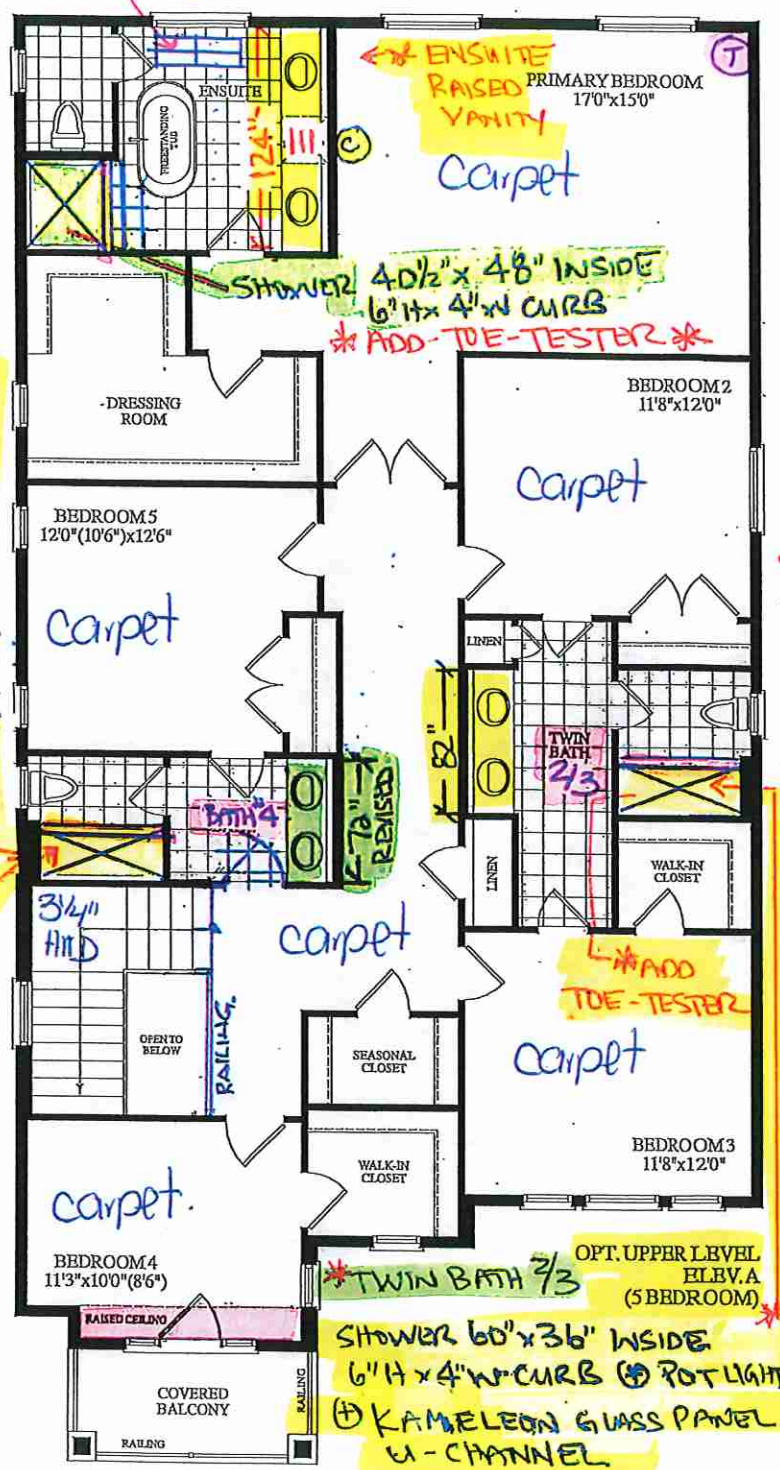 ENSUITE
FREESTANDING
TUB
124"
C
T
* ENSUITE
RAISED
VANITY
PRIMARY BEDROOM
17'0"x15'0"
carpet
SHOWER 40½" x 48" INSIDE
6"H x 4"W CURB
* ADD-TOE-TESTER *
DRESSING
ROOM
BEDROOM 2
11'8"x12'0"
carpet
BEDROOM 5
12'0"(10'6")x12'6"
carpet
LINEN
82"
TWIN
BATH
2/3
BATH 4
72"
REVISED
LINEN
WALK-IN
CLOSET
3¼"
HWD
carpet
* ADD
TOE-TESTER
OPEN TO
BELOW
RAILING
SEASONAL
CLOSET
carpet
BEDROOM 3
11'8"x12'0"
WALK-IN
CLOSET
carpet.
BEDROOM 4
11'3"x10'0"(8'6")
RAISED CEILING
OPT. UPPER LEVEL
ELEV. A
(5 BEDROOM)
* TWIN BATH 2/3
SHOWER 60"x36" INSIDE
6"H x 4"W CURB ⊕ POT LIGHT
⊕ KAMELEON GLASS PANEL
U-CHANNEL
COVERED
BALCONY
RAILING
RAILING